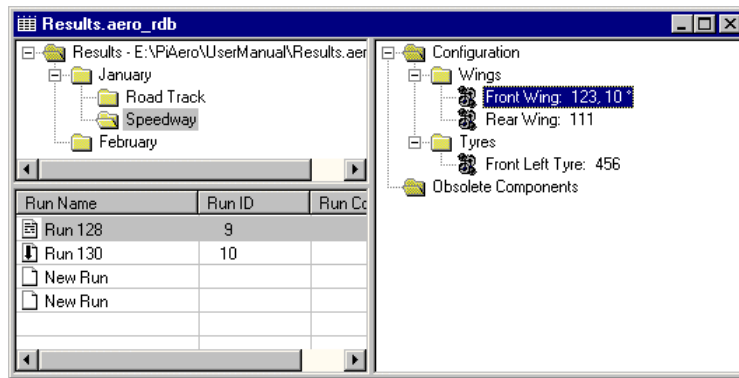 Results.aero_rdb
Results - E:\PiAero\UserManual\Results.aer
January
Road Track
Speedway
February
Run Name Run ID Run Co
Run 128 9
Run 130 10
New Run
New Run
Configuration
Wings
Front Wing: 123, 10 *
Rear Wing: 111
Tyres
Front Left Tyre: 456
Obsolete Components